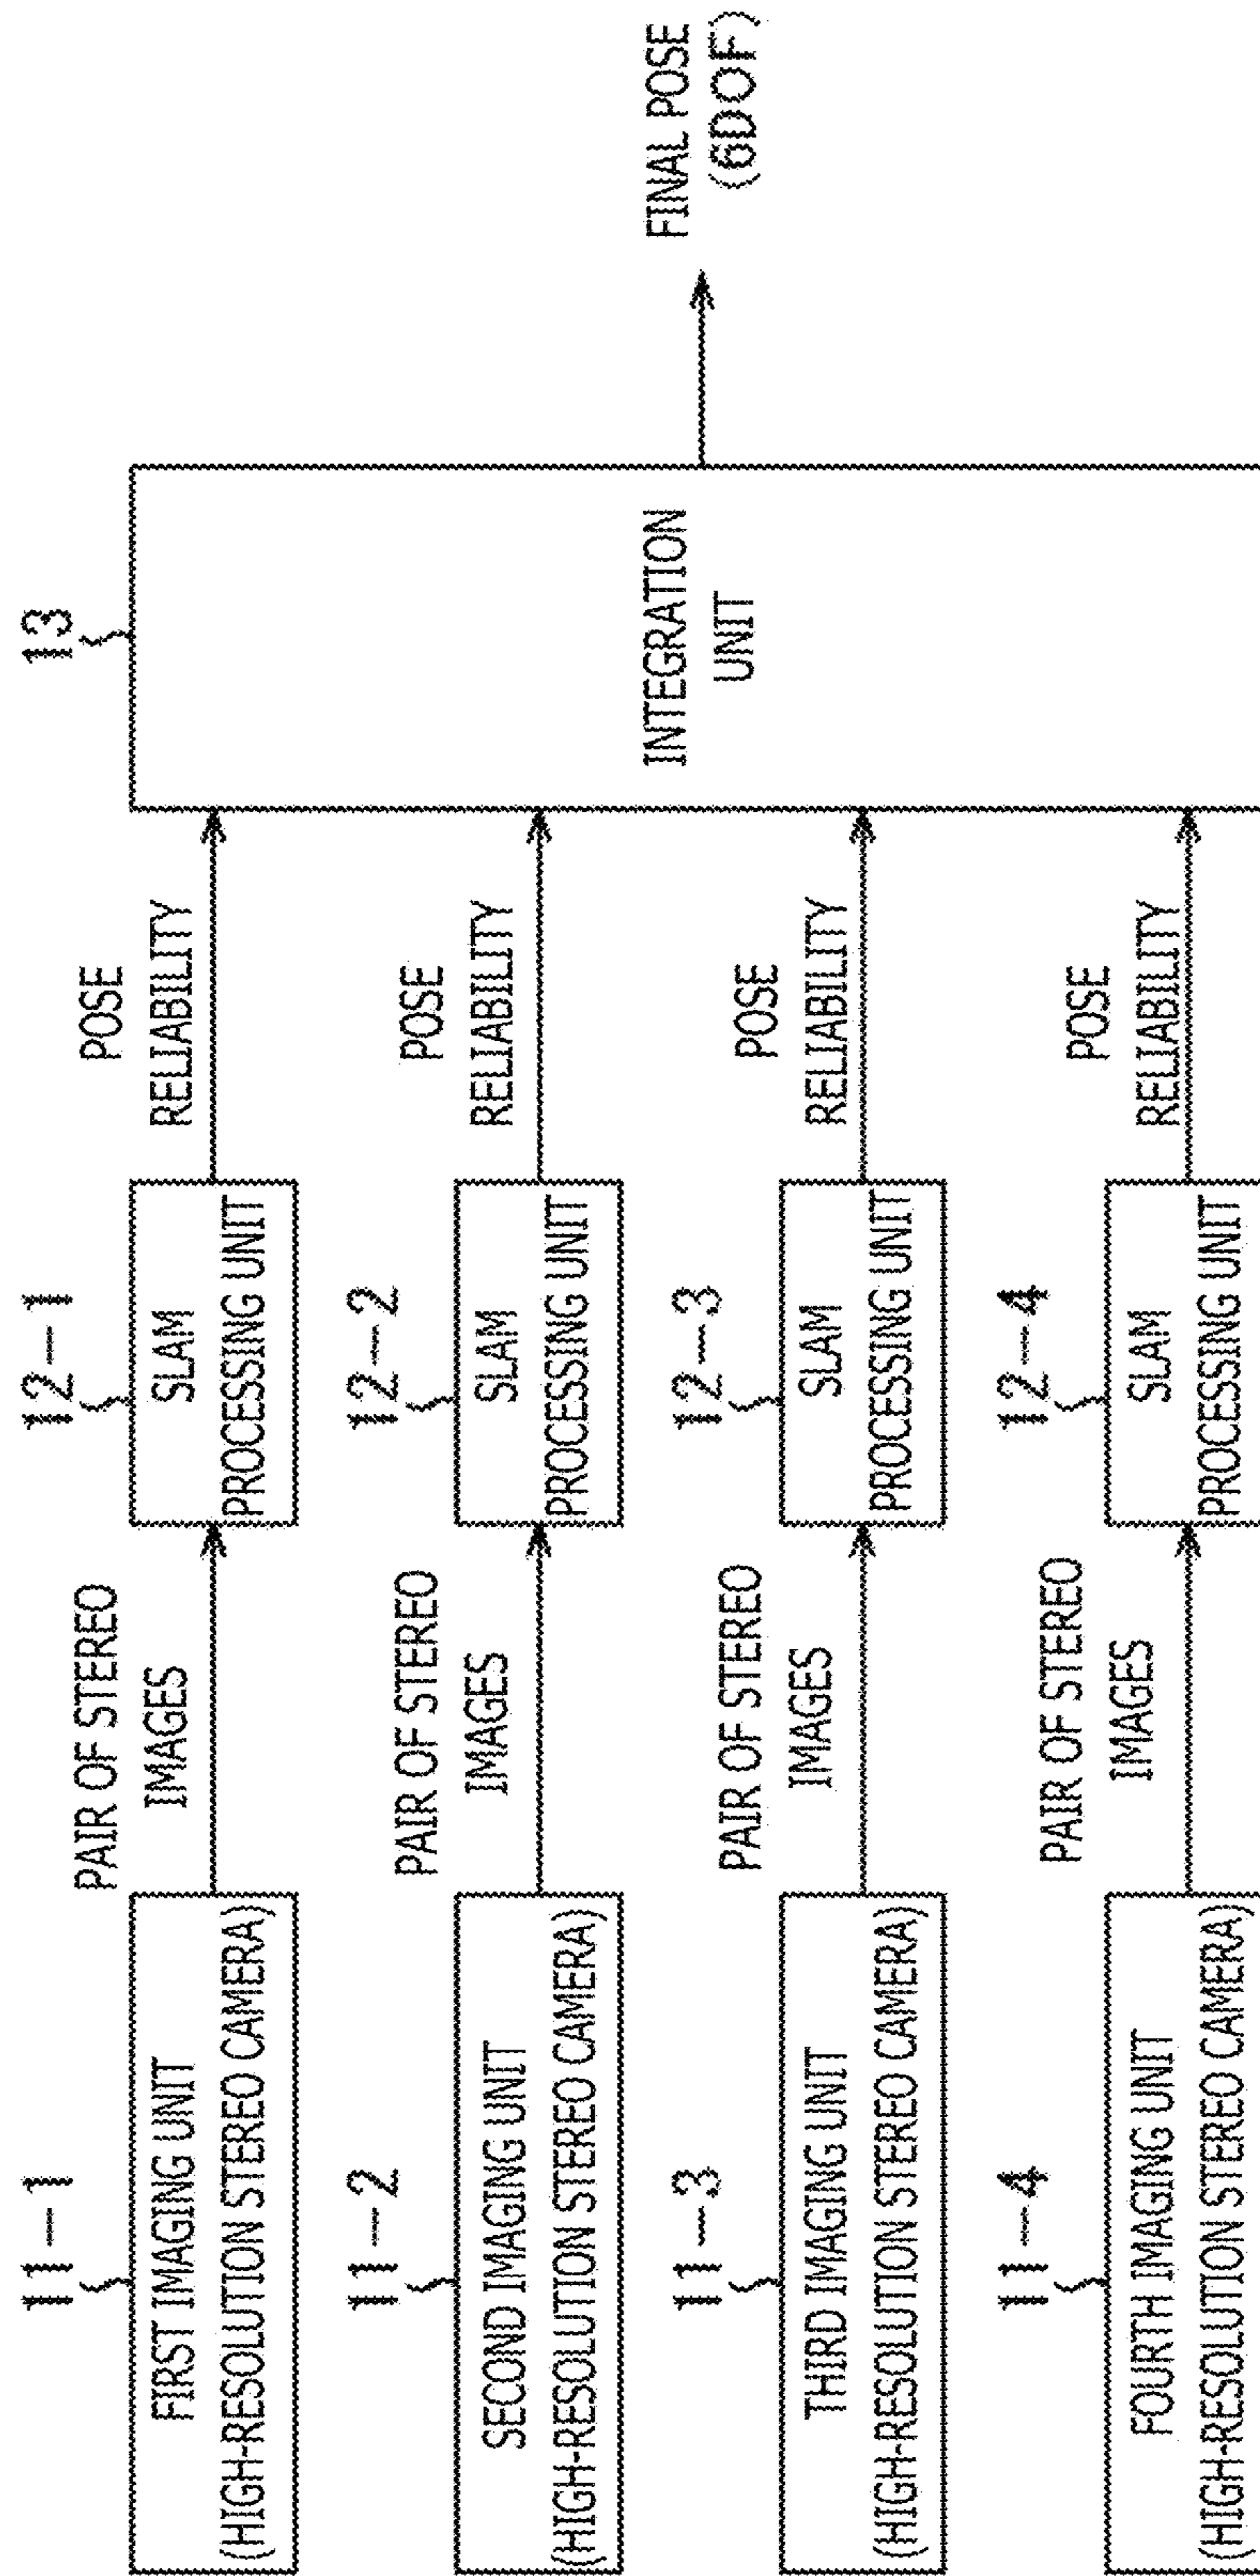 11-1
FIRST IMAGING UNIT
(HIGH-RESOLUTION STEREO CAMERA)
PAIR OF STEREO
IMAGES
12-1
SLAM
PROCESSING UNIT
POSE
RELIABILITY
11-2
SECOND IMAGING UNIT
(HIGH-RESOLUTION STEREO CAMERA)
PAIR OF STEREO
IMAGES
12-2
SLAM
PROCESSING UNIT
POSE
RELIABILITY
11-3
THIRD IMAGING UNIT
(HIGH-RESOLUTION STEREO CAMERA)
PAIR OF STEREO
IMAGES
12-3
SLAM
PROCESSING UNIT
POSE
RELIABILITY
11-4
FOURTH IMAGING UNIT
(HIGH-RESOLUTION STEREO CAMERA)
PAIR OF STEREO
IMAGES
12-4
SLAM
PROCESSING UNIT
POSE
RELIABILITY
13
INTEGRATION
UNIT
FINAL POSE
(6DOF)